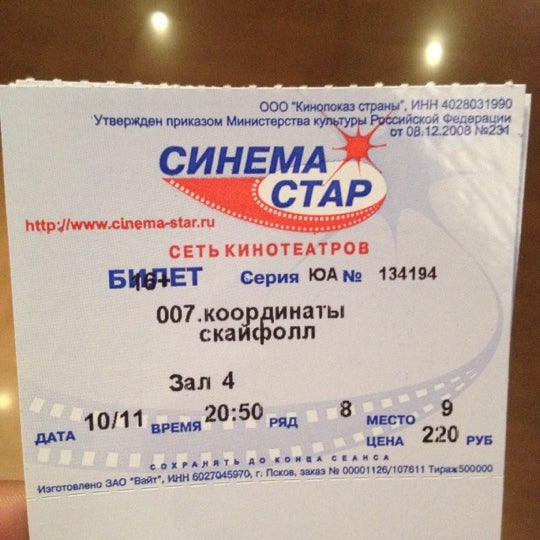 ООО "Кинопоказ страны", ИНН 4028031990
Утвержден приказом Министерства культуры Российской Федерации
от 08.12.2008 №231
СИНЕМА
СТАР
http://www.cinema-star.ru
СЕТЬ КИНОТЕАТРОВ
БИЛЕТ 16+ Серия ЮА № 134194
007.координаты
скайфолл
Зал 4
ДАТА 10/11 ВРЕМЯ 20:50 РЯД 8 МЕСТО 9
ЦЕНА 220 РУБ
СОХРАНЯТЬ ДО КОНЦА СЕАНСА
Изготовлено ЗАО "Вайт", ИНН 6027045970, г. Псков, заказ № 00001126/107611 Тираж500000